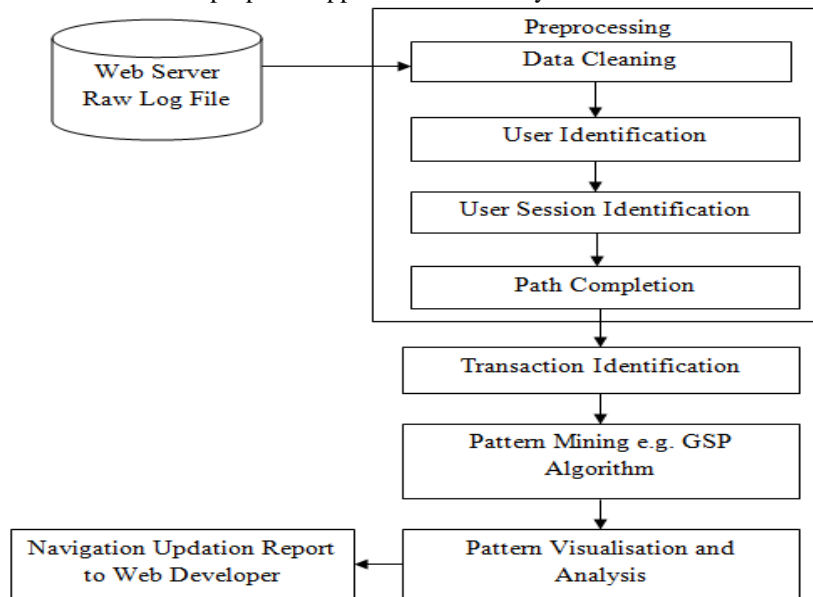 Web Server
Raw Log File
Preprocessing
Data Cleaning
User Identification
User Session Identification
Path Completion
Transaction Identification
Pattern Mining e.g. GSP
Algorithm
Pattern Visualisation and
Analysis
Navigation Updation Report
to Web Developer